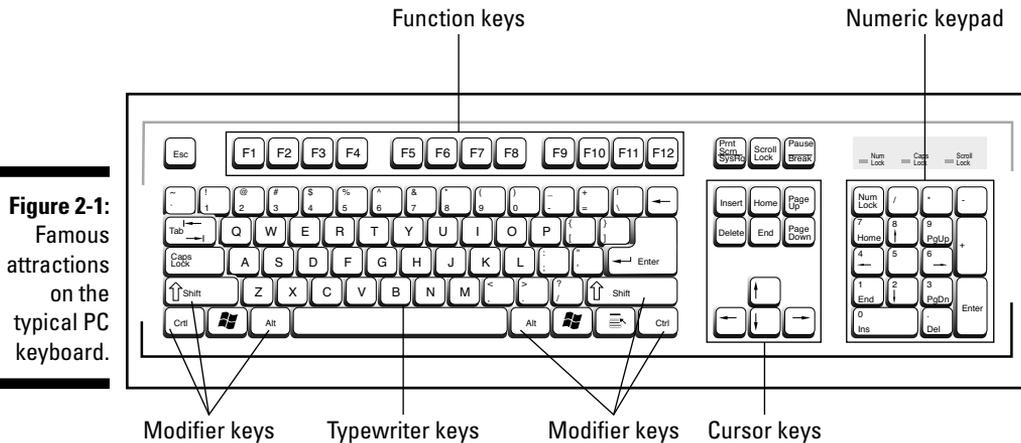 Function keys
Numeric keypad
Figure 2-1:
Famous
attractions
on the
typical PC
keyboard.
Esc F1 F2 F3 F4 F5 F6 F7 F8 F9 F10 F11 F12
Prnt Scrn SysRq
Scroll Lock
Pause Break
Num Lock
Caps Lock
Scroll Lock
~ `
! 1
@ 2
# 3
$ 4
% 5
^ 6
& 7
* 8
( 9
) 0
_ -
+ =
| \
Insert Home Page Up
Num Lock / * -
Tab Q W E R T Y U I O P { [ } ]
Delete End Page Down
7 Home
8
9 PgUp
+
Caps Lock A S D F G H J K L : ; " ' Enter
4
5
6
Shift Z X C V B N M < , > . ? / Shift
1 End
2
3 PgDn
Enter
Crtl Alt Alt Ctrl
0 Ins
. Del
Modifier keys
Typewriter keys
Modifier keys
Cursor keys